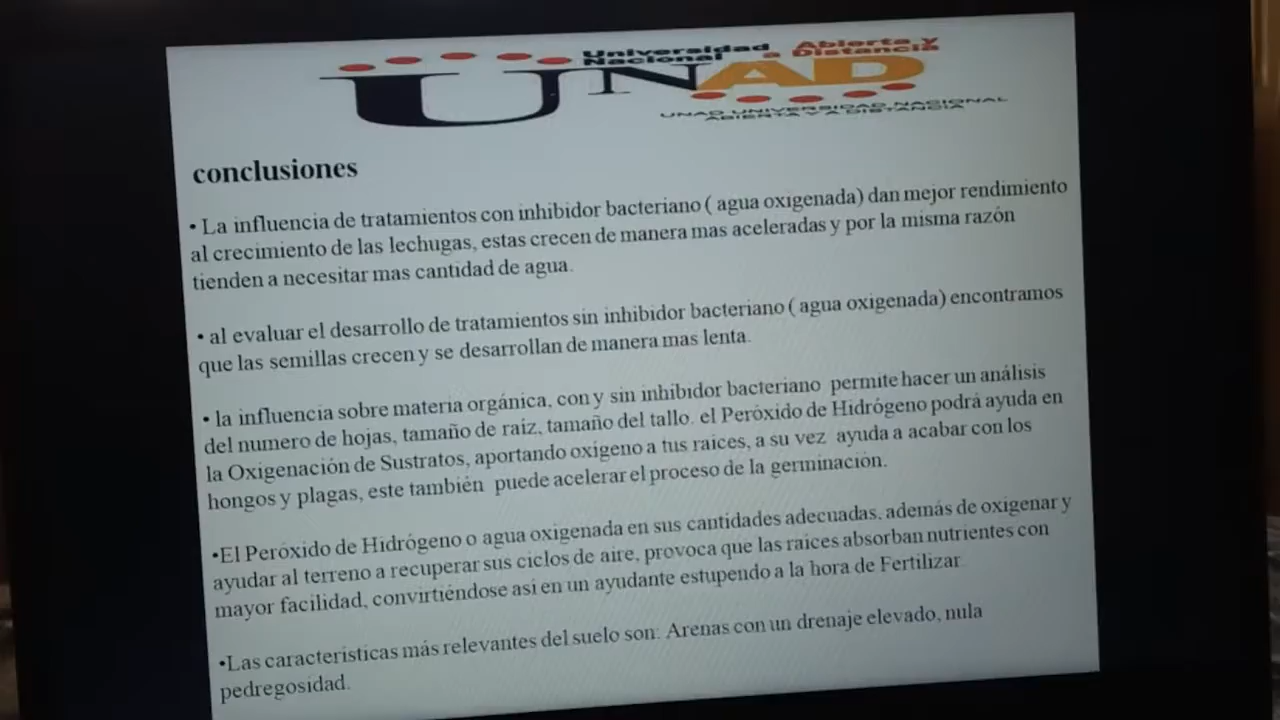 Universidad Abierta y
Nacional a Distancia
UNAD
UNAD UNIVERSIDAD NACIONAL
ABIERTA Y A DISTANCIA
conclusiones
• La influencia de tratamientos con inhibidor bacteriano ( agua oxigenada) dan mejor rendimiento
al crecimiento de las lechugas, estas crecen de manera mas aceleradas y por la misma razón
tienden a necesitar mas cantidad de agua.
• al evaluar el desarrollo de tratamientos sin inhibidor bacteriano ( agua oxigenada) encontramos
que las semillas crecen y se desarrollan de manera mas lenta.
• la influencia sobre materia orgánica, con y sin inhibidor bacteriano permite hacer un análisis
del numero de hojas, tamaño de raíz, tamaño del tallo. el Peróxido de Hidrógeno podrá ayuda en
la Oxigenación de Sustratos, aportando oxigeno a tus raices, a su vez ayuda a acabar con los
hongos y plagas, este también puede acelerar el proceso de la germinación.
•El Peróxido de Hidrógeno o agua oxigenada en sus cantidades adecuadas, además de oxigenar y
ayudar al terreno a recuperar sus ciclos de aire, provoca que las raices absorban nutrientes con
mayor facilidad, convirtiéndose así en un ayudante estupendo a la hora de Fertilizar.
•Las características más relevantes del suelo son: Arenas con un drenaje elevado, nula
pedregosidad.